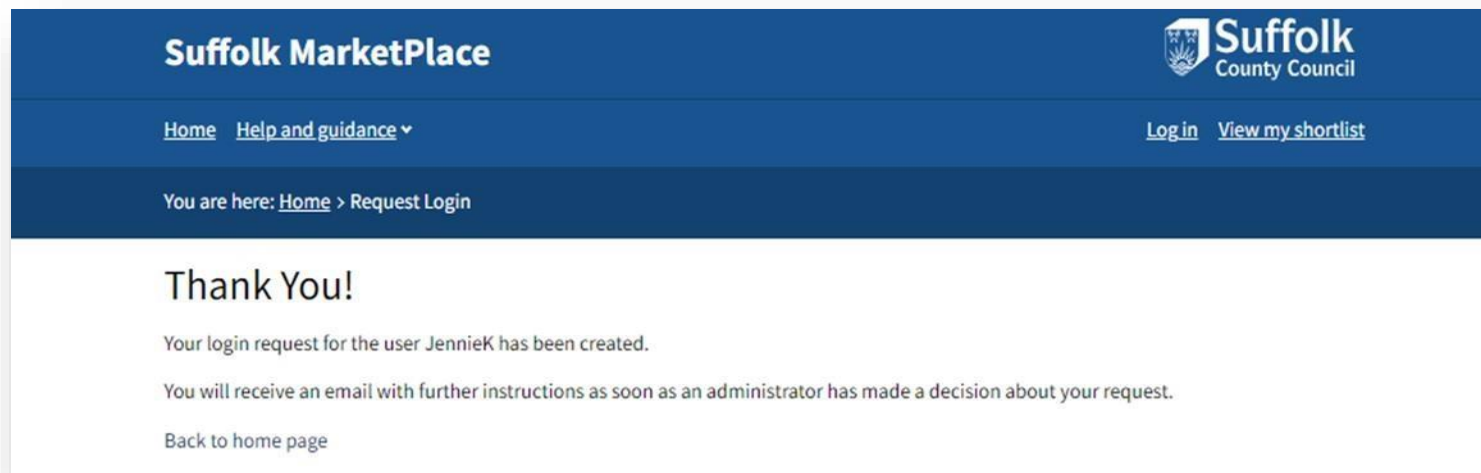 Suffolk MarketPlace
Suffolk
County Council
Home Help and guidance
Log in View my shortlist
You are here: Home > Request Login
Thank You!
Your login request for the user JennieK has been created.
You will receive an email with further instructions as soon as an administrator has made a decision about your request.
Back to home page